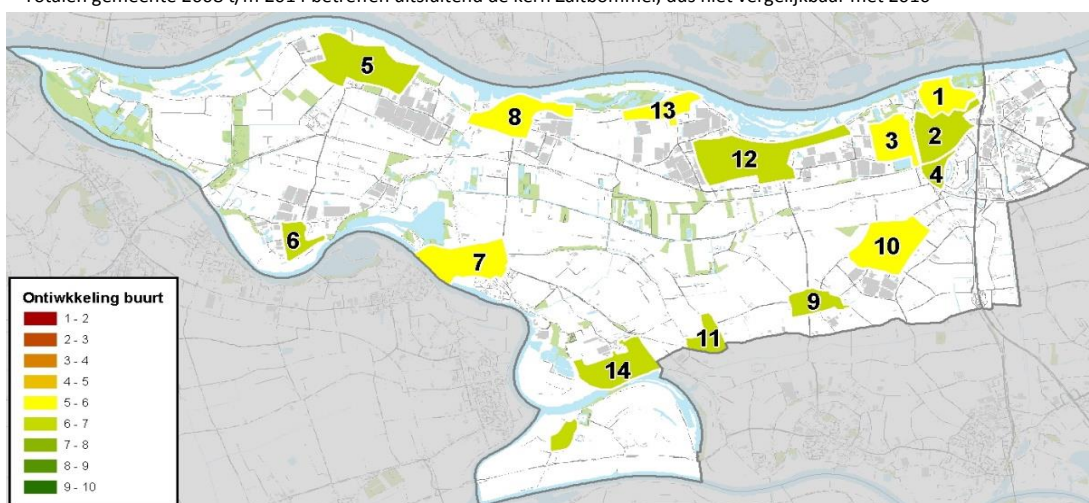 Totalen gemeente 2008 t/m 2014 betreffen uitsluitend de kern Zaltbommel, dus niet vergelijkbaar met 2016
5
8
13
1
2
3
12
4
6
7
10
9
11
14
Ontiwkkeling buurt
1 - 2
2 - 3
3 - 4
4 - 5
5 - 6
6 - 7
7 - 8
8 - 9
9 - 10